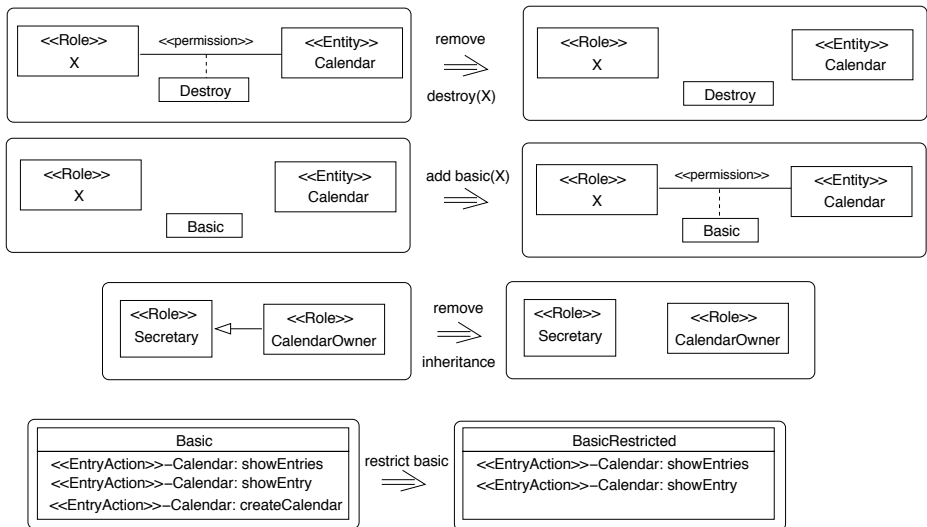 <<Role>>
X
<<permission>>
Destroy
<<Entity>>
Calendar
remove
destroy(X)
<<Role>>
X
Destroy
<<Entity>>
Calendar
<<Role>>
X
Basic
<<Entity>>
Calendar
add basic(X)
<<Role>>
X
<<permission>>
Basic
<<Entity>>
Calendar
<<Role>>
Secretary
<<Role>>
CalendarOwner
remove
inheritance
<<Role>>
Secretary
<<Role>>
CalendarOwner
Basic
<<EntryAction>>–Calendar: showEntries
<<EntryAction>>–Calendar: showEntry
<<EntryAction>>–Calendar: createCalendar
restrict basic
BasicRestricted
<<EntryAction>>–Calendar: showEntries
<<EntryAction>>–Calendar: showEntry